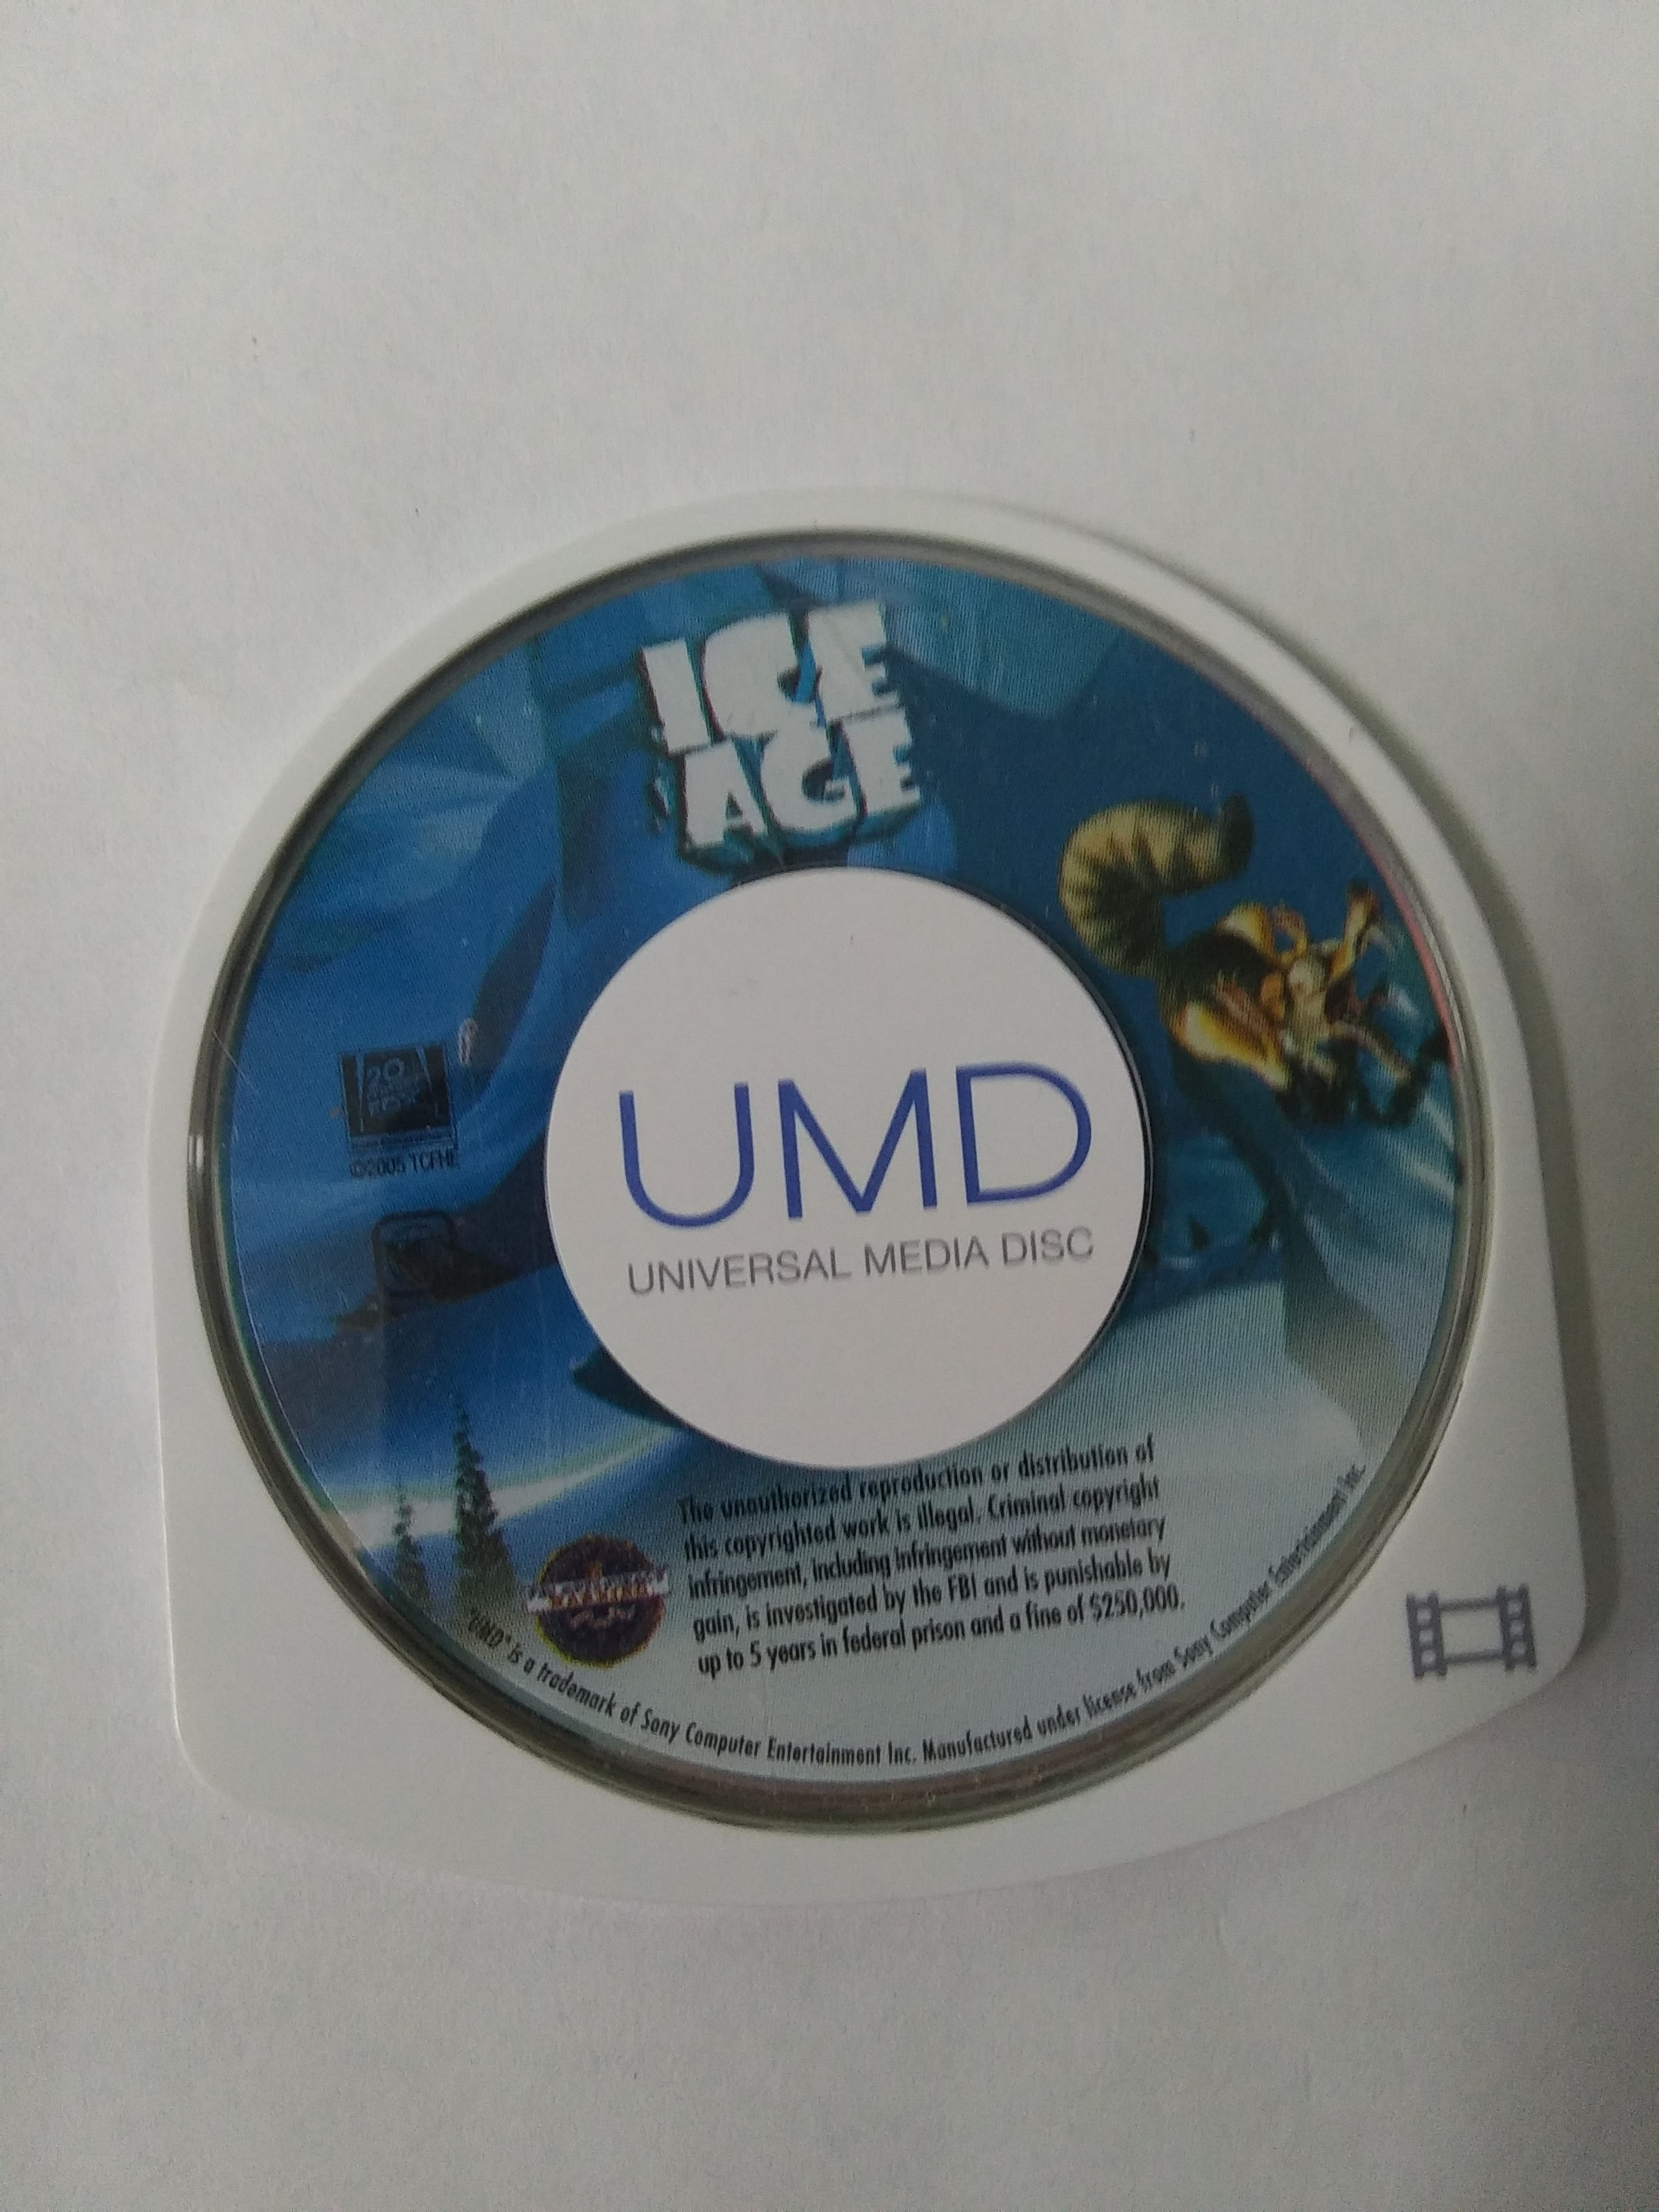 ICE
AGE
20
FOX
©2005 TCFHE
UMD
UNIVERSAL MEDIA DISC
The unauthorized reproduction or distribution of
this copyrighted work is illegal. Criminal copyright
infringement, including infringement without monetary
gain, is investigated by the FBI and is punishable by
up to 5 years in federal prison and a fine of $250,000.
"UMD" is a trademark of Sony Computer Entertainment Inc. Manufactured under license from Sony Computer Entertainment Inc.